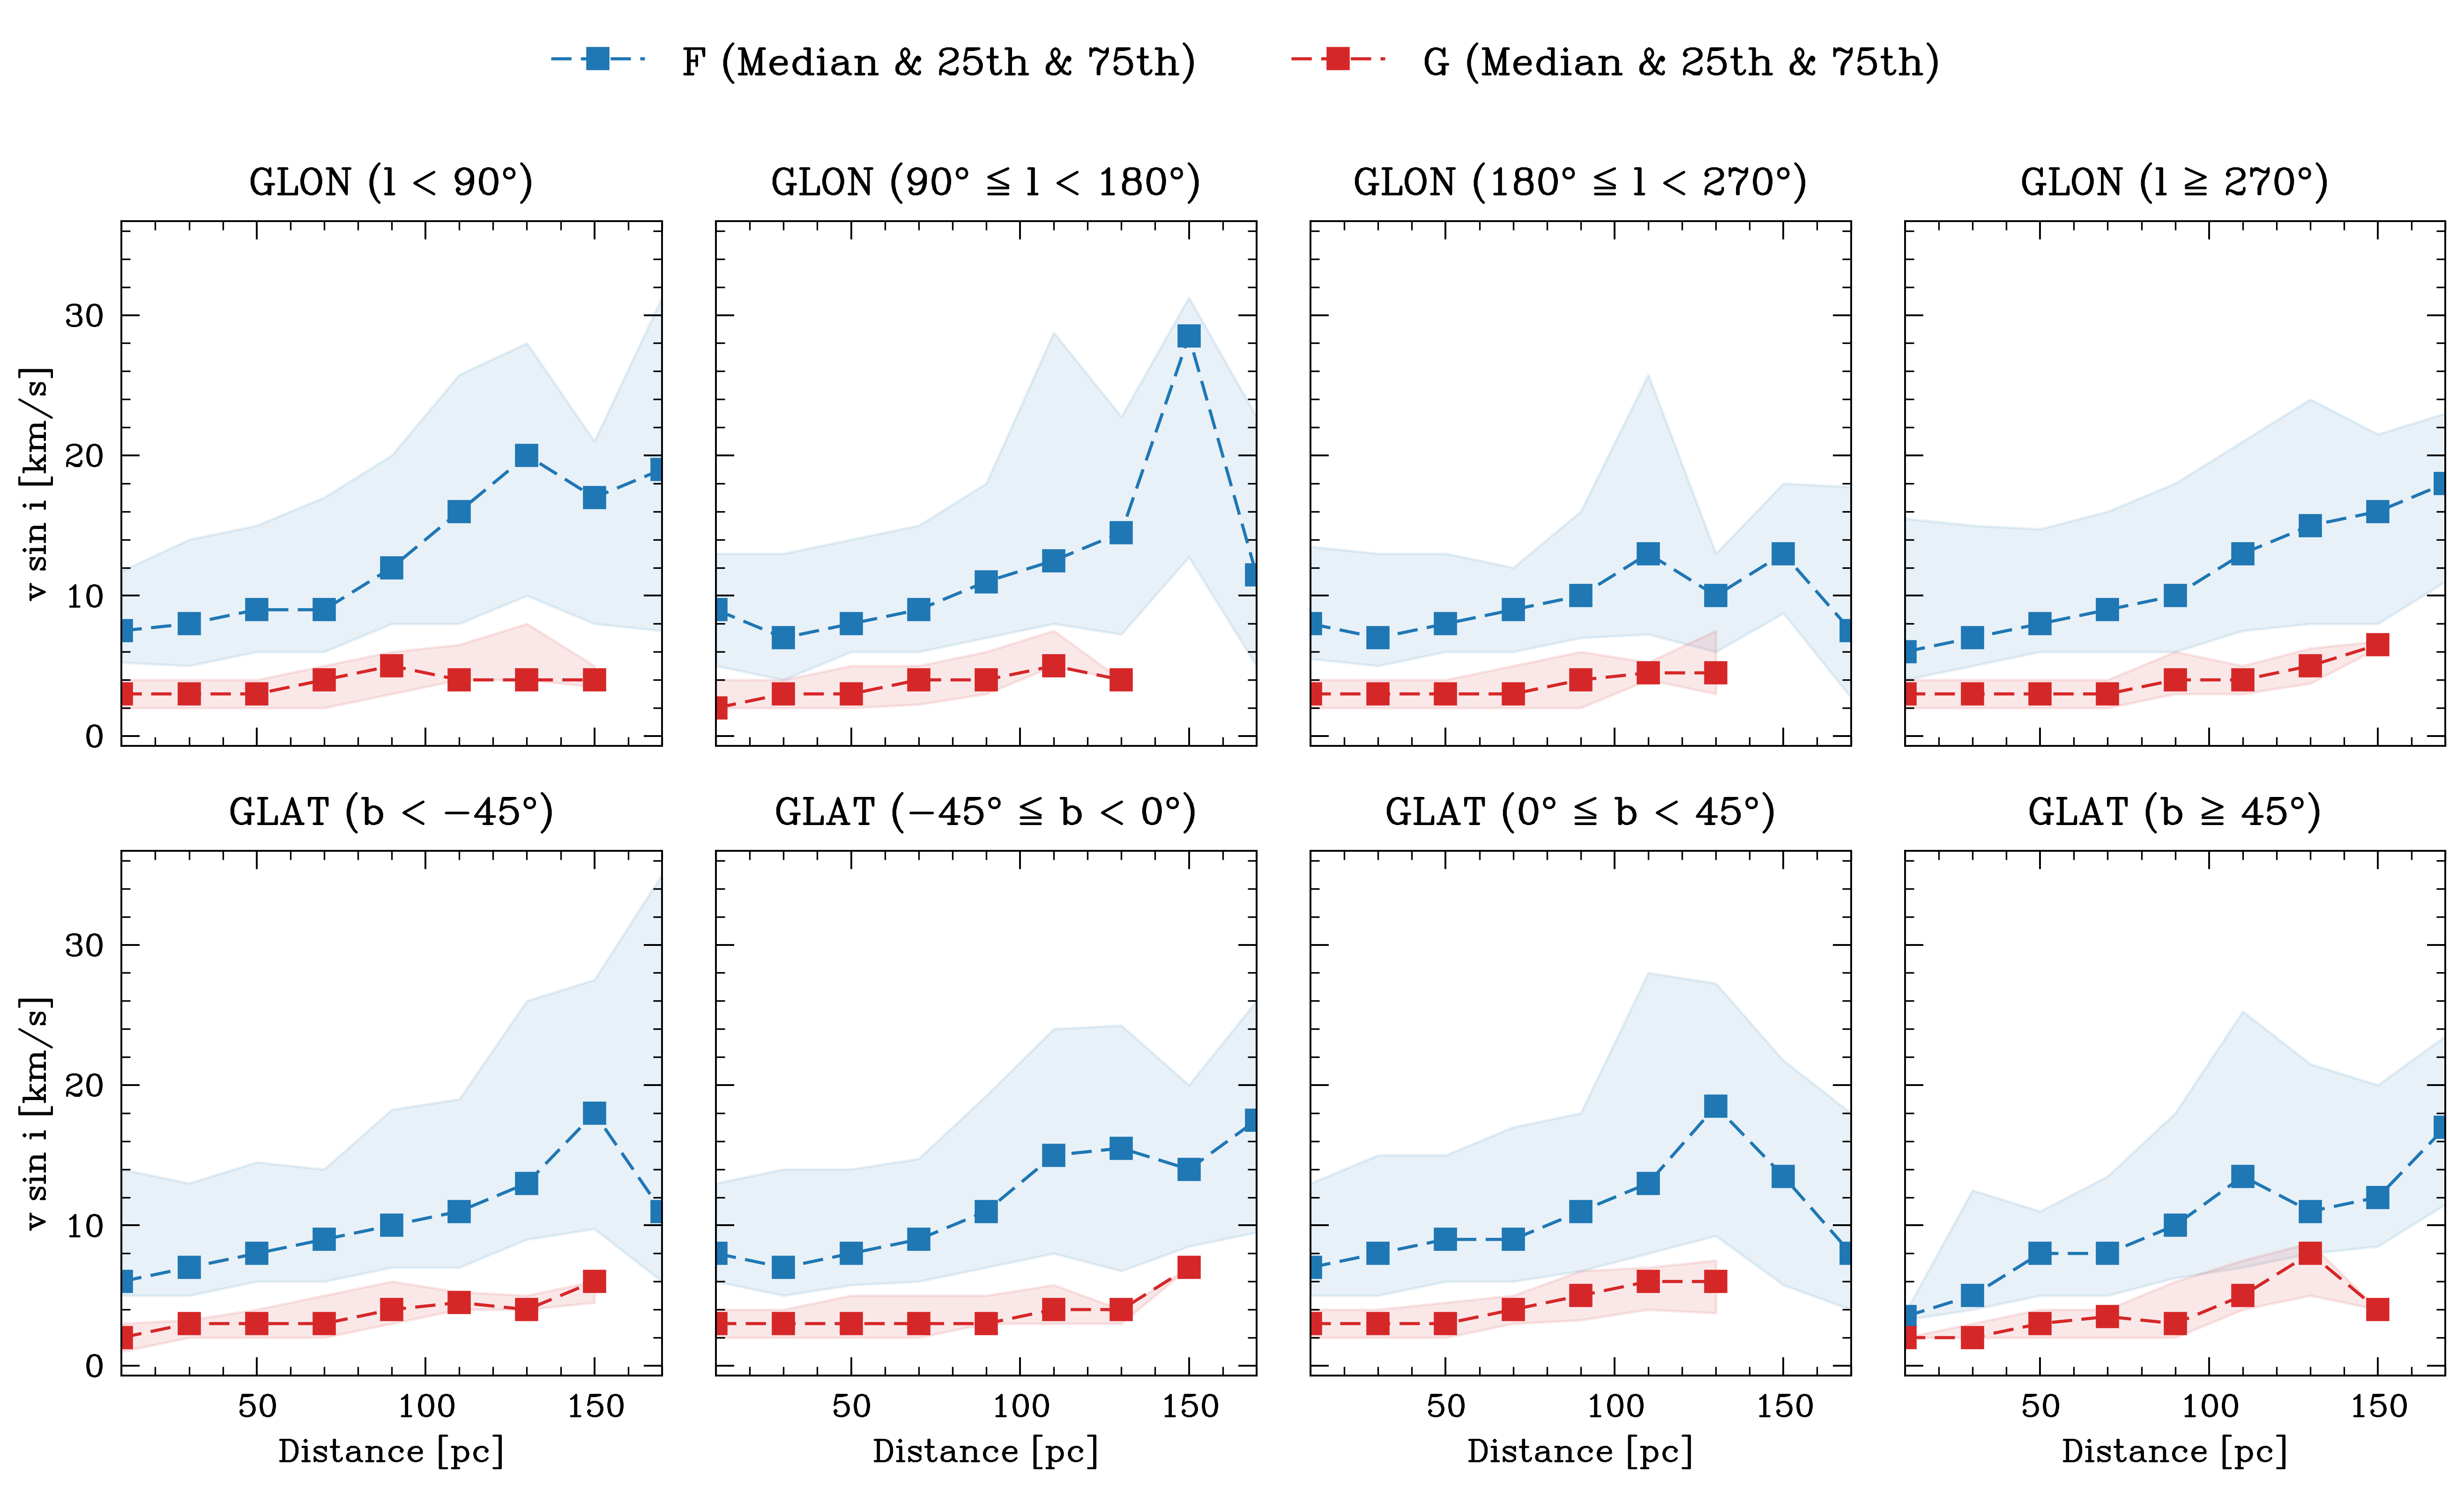 F (Median & 25th & 75th)
G (Median & 25th & 75th)
GLON (l < 90°)
GLON (90° ≦ l < 180°)
GLON (180° ≦ l < 270°)
GLON (l ≧ 270°)
v sin i [km/s]
30
20
10
0
GLAT (b < −45°)
GLAT (−45° ≦ b < 0°)
GLAT (0° ≦ b < 45°)
GLAT (b ≧ 45°)
v sin i [km/s]
30
20
10
0
50 100 150
50 100 150
50 100 150
50 100 150
Distance [pc]
Distance [pc]
Distance [pc]
Distance [pc]